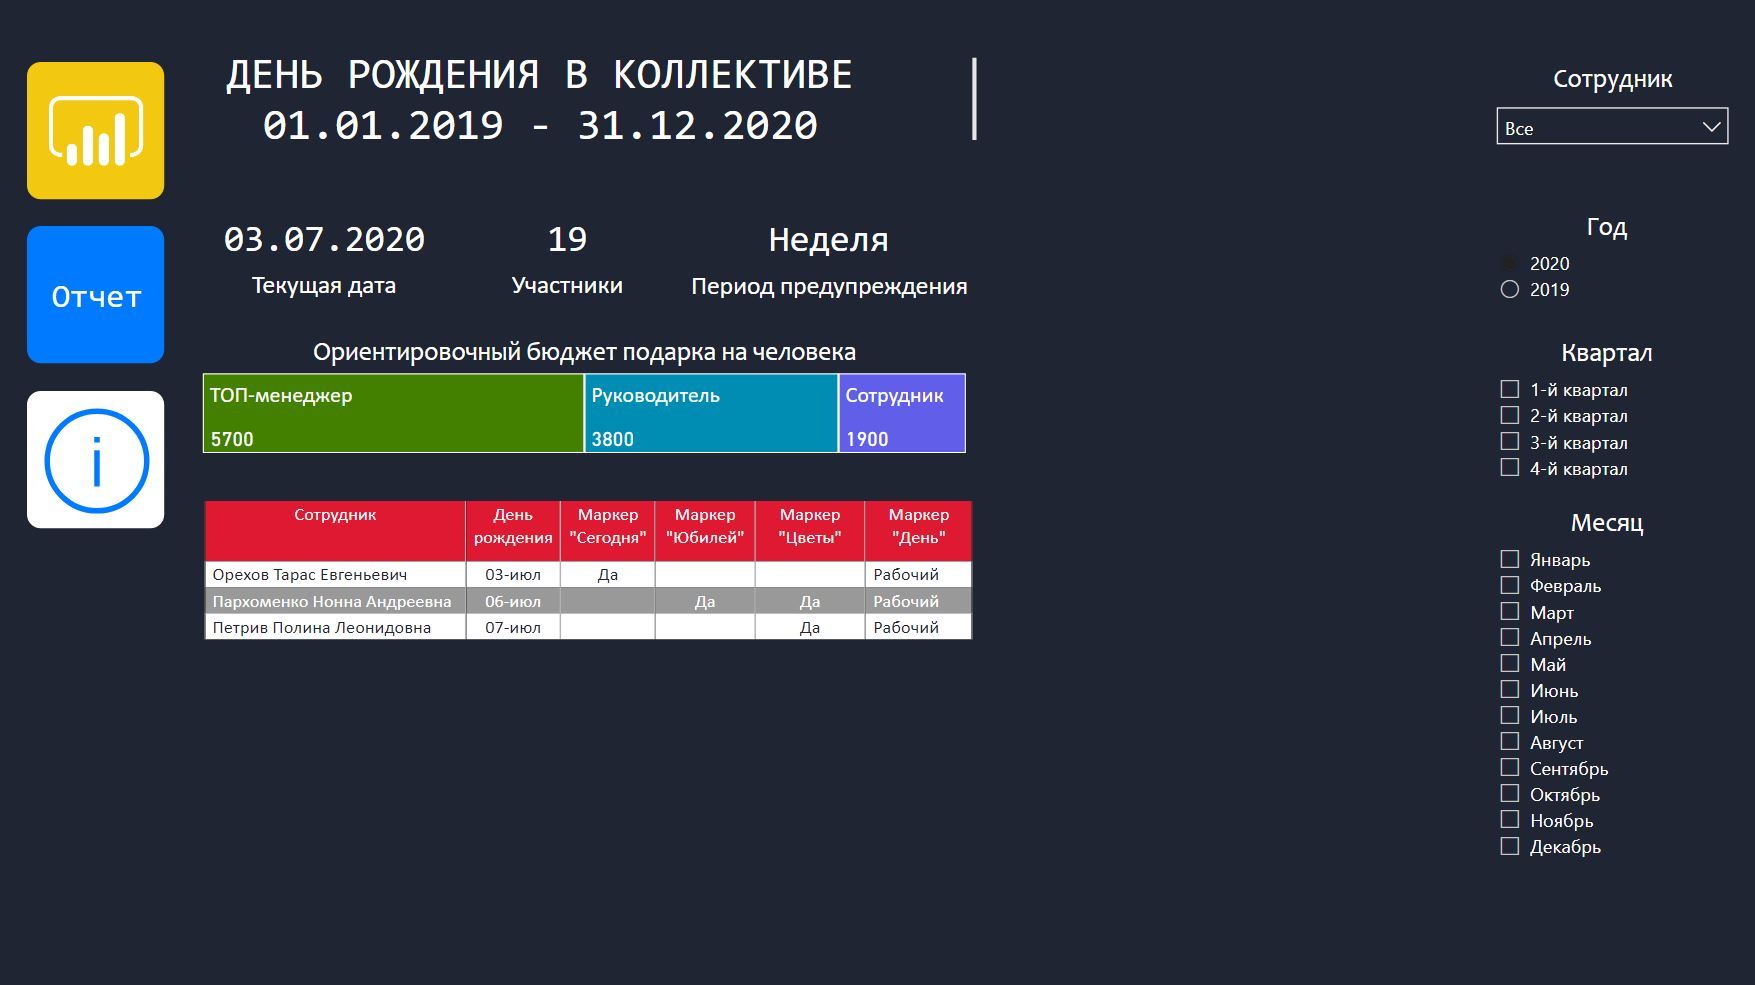 ДЕНЬ РОЖДЕНИЯ В КОЛЛЕКТИВЕ
01.01.2019 - 31.12.2020
Сотрудник
Все
Отчет
i
03.07.2020
19
Неделя
Текущая дата
Участники
Период предупреждения
Ориентировочный бюджет подарка на человека
ТОП-менеджер
5700
Руководитель
3800
Сотрудник
1900
Сотрудник
День рождения
Маркер "Сегодня"
Маркер "Юбилей"
Маркер "Цветы"
Маркер "День"
Орехов Тарас Евгеньевич 03-июл Да Рабочий
Пархоменко Нонна Андреевна 06-июл Да Да Рабочий
Петрив Полина Леонидовна 07-июл Да Рабочий
Год
2020
2019
Квартал
1-й квартал
2-й квартал
3-й квартал
4-й квартал
Месяц
Январь
Февраль
Март
Апрель
Май
Июнь
Июль
Август
Сентябрь
Октябрь
Ноябрь
Декабрь